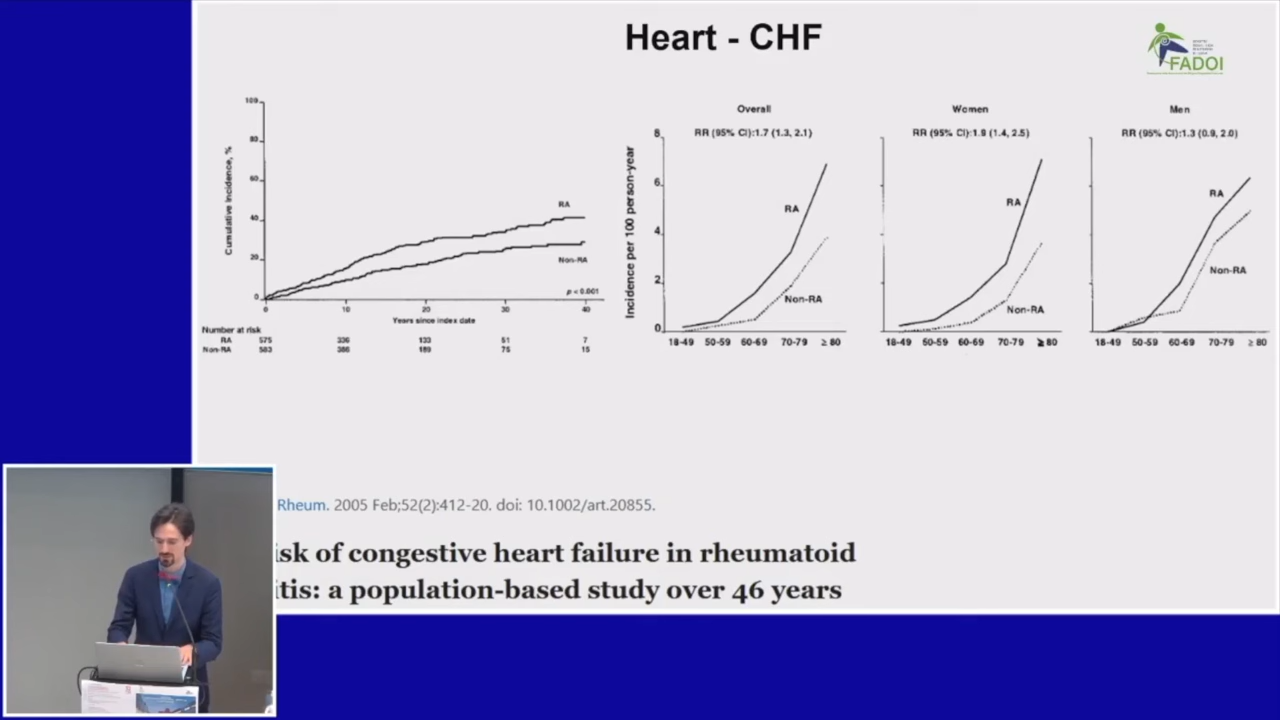 Heart - CHF
FADOI
100
80
60
40
20
0
Cumulative Incidence, %
RA
Non-RA
p < 0.001
0 10 20 30 40
Years since index date
Number at risk
RA 575 336 133 51 7
Non-RA 583 386 189 75 15
Incidence per 100 person-year
8
6
4
2
0
Overall
RR (95% CI):1.7 (1.3, 2.1)
RA
Non-RA
18-49 50-59 60-69 70-79 ≥ 80
Women
RR (95% CI):1.9 (1.4, 2.5)
RA
Non-RA
18-49 50-59 60-69 70-79 ≥ 80
Men
RR (95% CI):1.3 (0.9, 2.0)
RA
Non-RA
18-49 50-59 60-69 70-79 ≥ 80
Rheum. 2005 Feb;52(2):412-20. doi: 10.1002/art.20855.
isk of congestive heart failure in rheumatoid
itis: a population-based study over 46 years